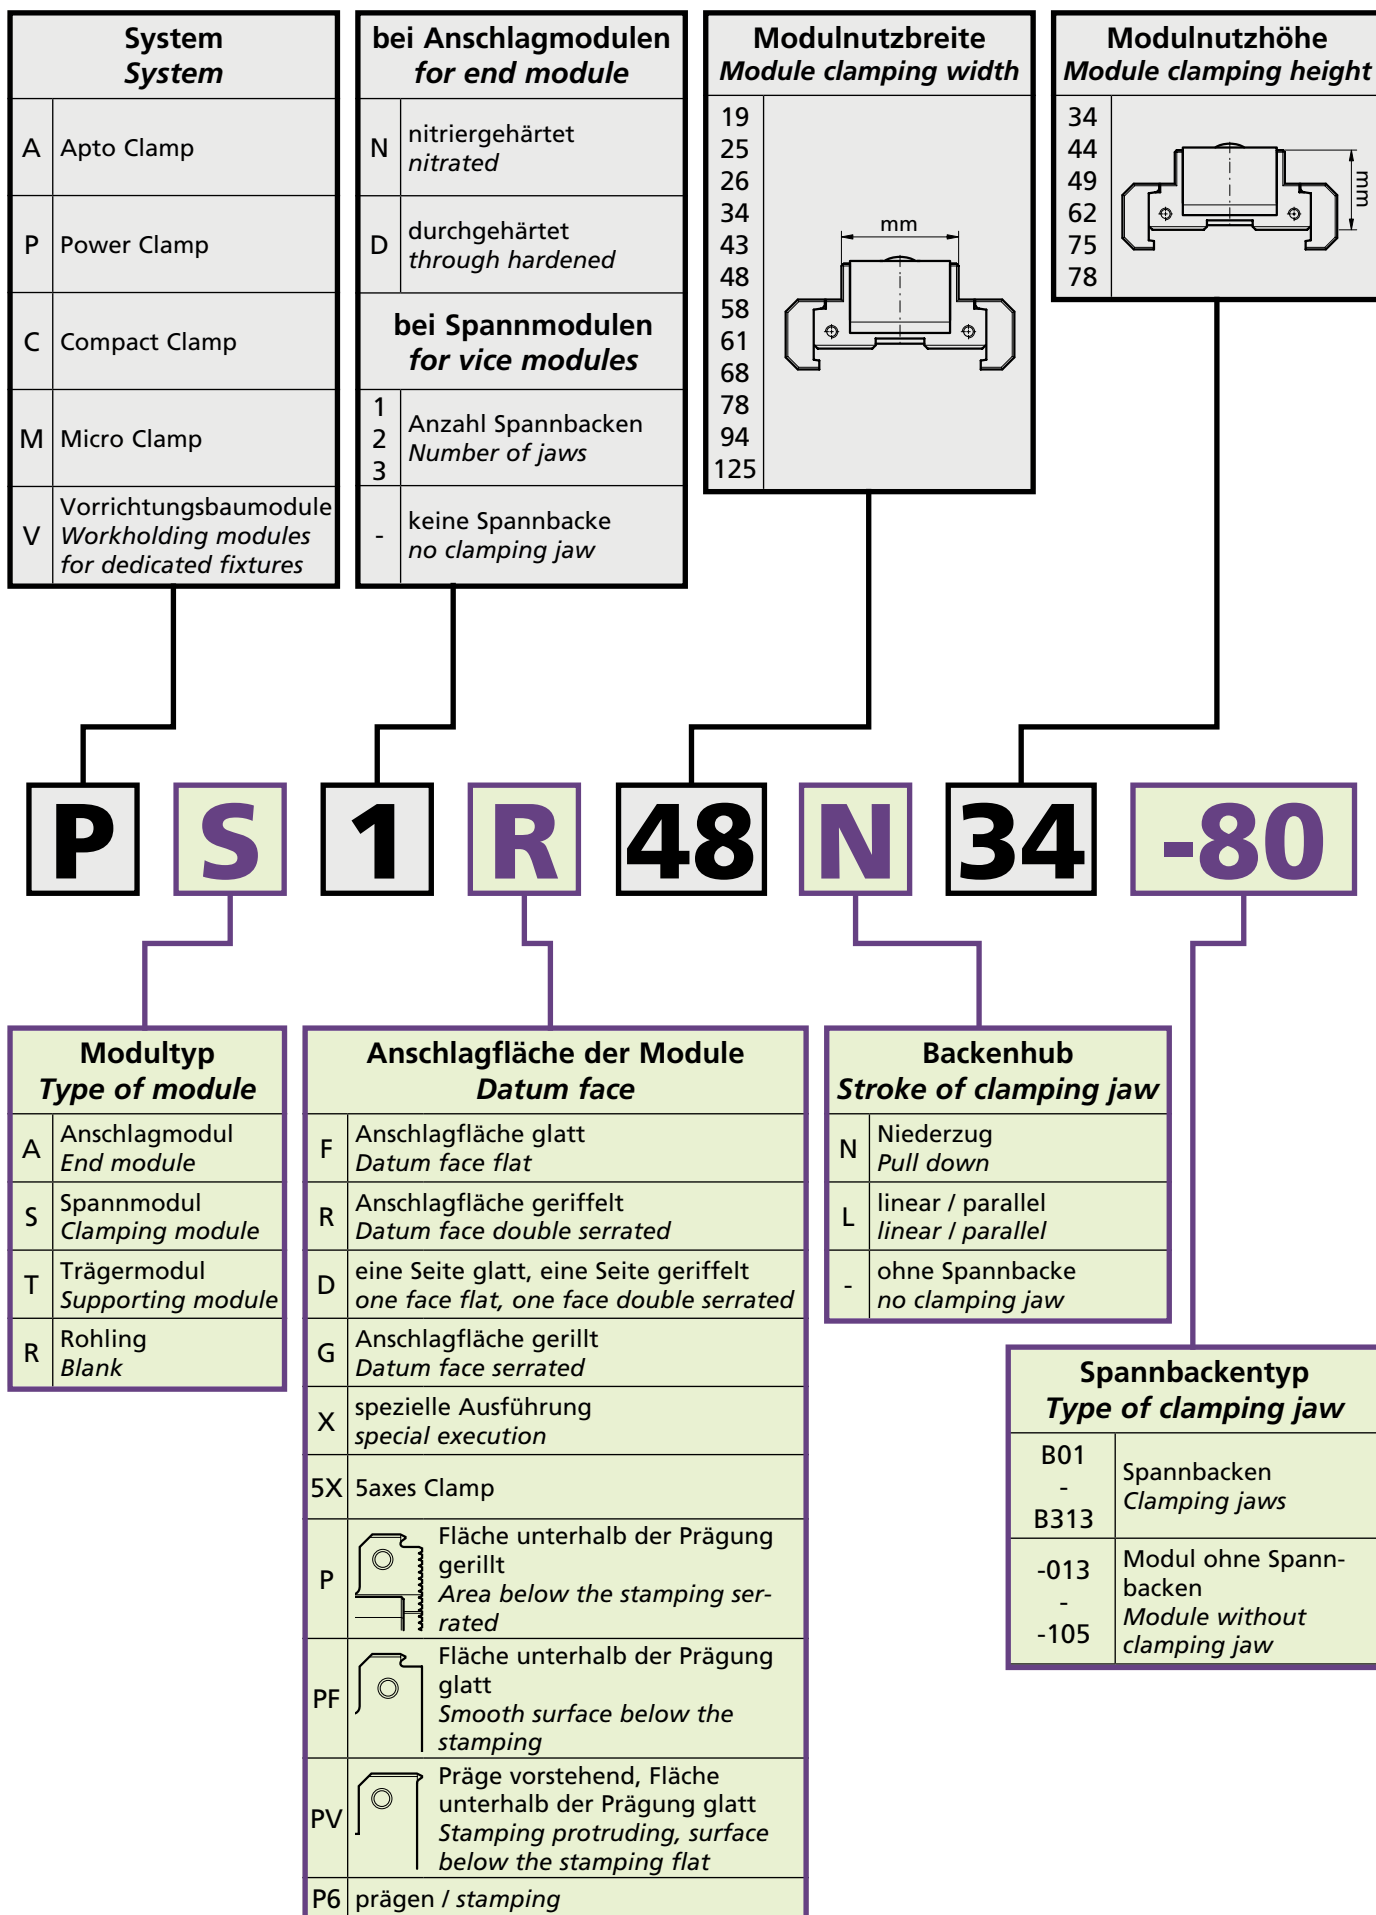 System
System
A Apto Clamp
P Power Clamp
C Compact Clamp
M Micro Clamp
V Vorrichtungsbaumodule
Workholding modules
for dedicated fixtures
bei Anschlagmodulen
for end module
N nitriergehärtet
nitrated
D durchgehärtet
through hardened
bei Spannmodulen
for vice modules
1
2
3
Anzahl Spannbacken
Number of jaws
- keine Spannbacke
no clamping jaw
Modulnutzbreite
Module clamping width
19
25
26
34
43
48
58
61
68
78
94
125
mm
Modulnutzhöhe
Module clamping height
34
44
49
62
75
78
mm
P S 1 R 48 N 34 -80
Modultyp
Type of module
A Anschlagmodul
End module
S Spannmodul
Clamping module
T Trägermodul
Supporting module
R Rohling
Blank
Anschlagfläche der Module
Datum face
F Anschlagfläche glatt
Datum face flat
R Anschlagfläche geriffelt
Datum face double serrated
D eine Seite glatt, eine Seite geriffelt
one face flat, one face double serrated
G Anschlagfläche gerillt
Datum face serrated
X spezielle Ausführung
special execution
5X 5axes Clamp
P Fläche unterhalb der Prägung
gerillt
Area below the stamping ser-
rated
PF Fläche unterhalb der Prägung
glatt
Smooth surface below the
stamping
PV Präge vorstehend, Fläche
unterhalb der Prägung glatt
Stamping protruding, surface
below the stamping flat
P6 prägen / stamping
Backenhub
Stroke of clamping jaw
N Niederzug
Pull down
L linear / parallel
linear / parallel
- ohne Spannbacke
no clamping jaw
Spannbackentyp
Type of clamping jaw
B01
-
B313
Spannbacken
Clamping jaws
-013
-
-105
Modul ohne Spann-
backen
Module without
clamping jaw